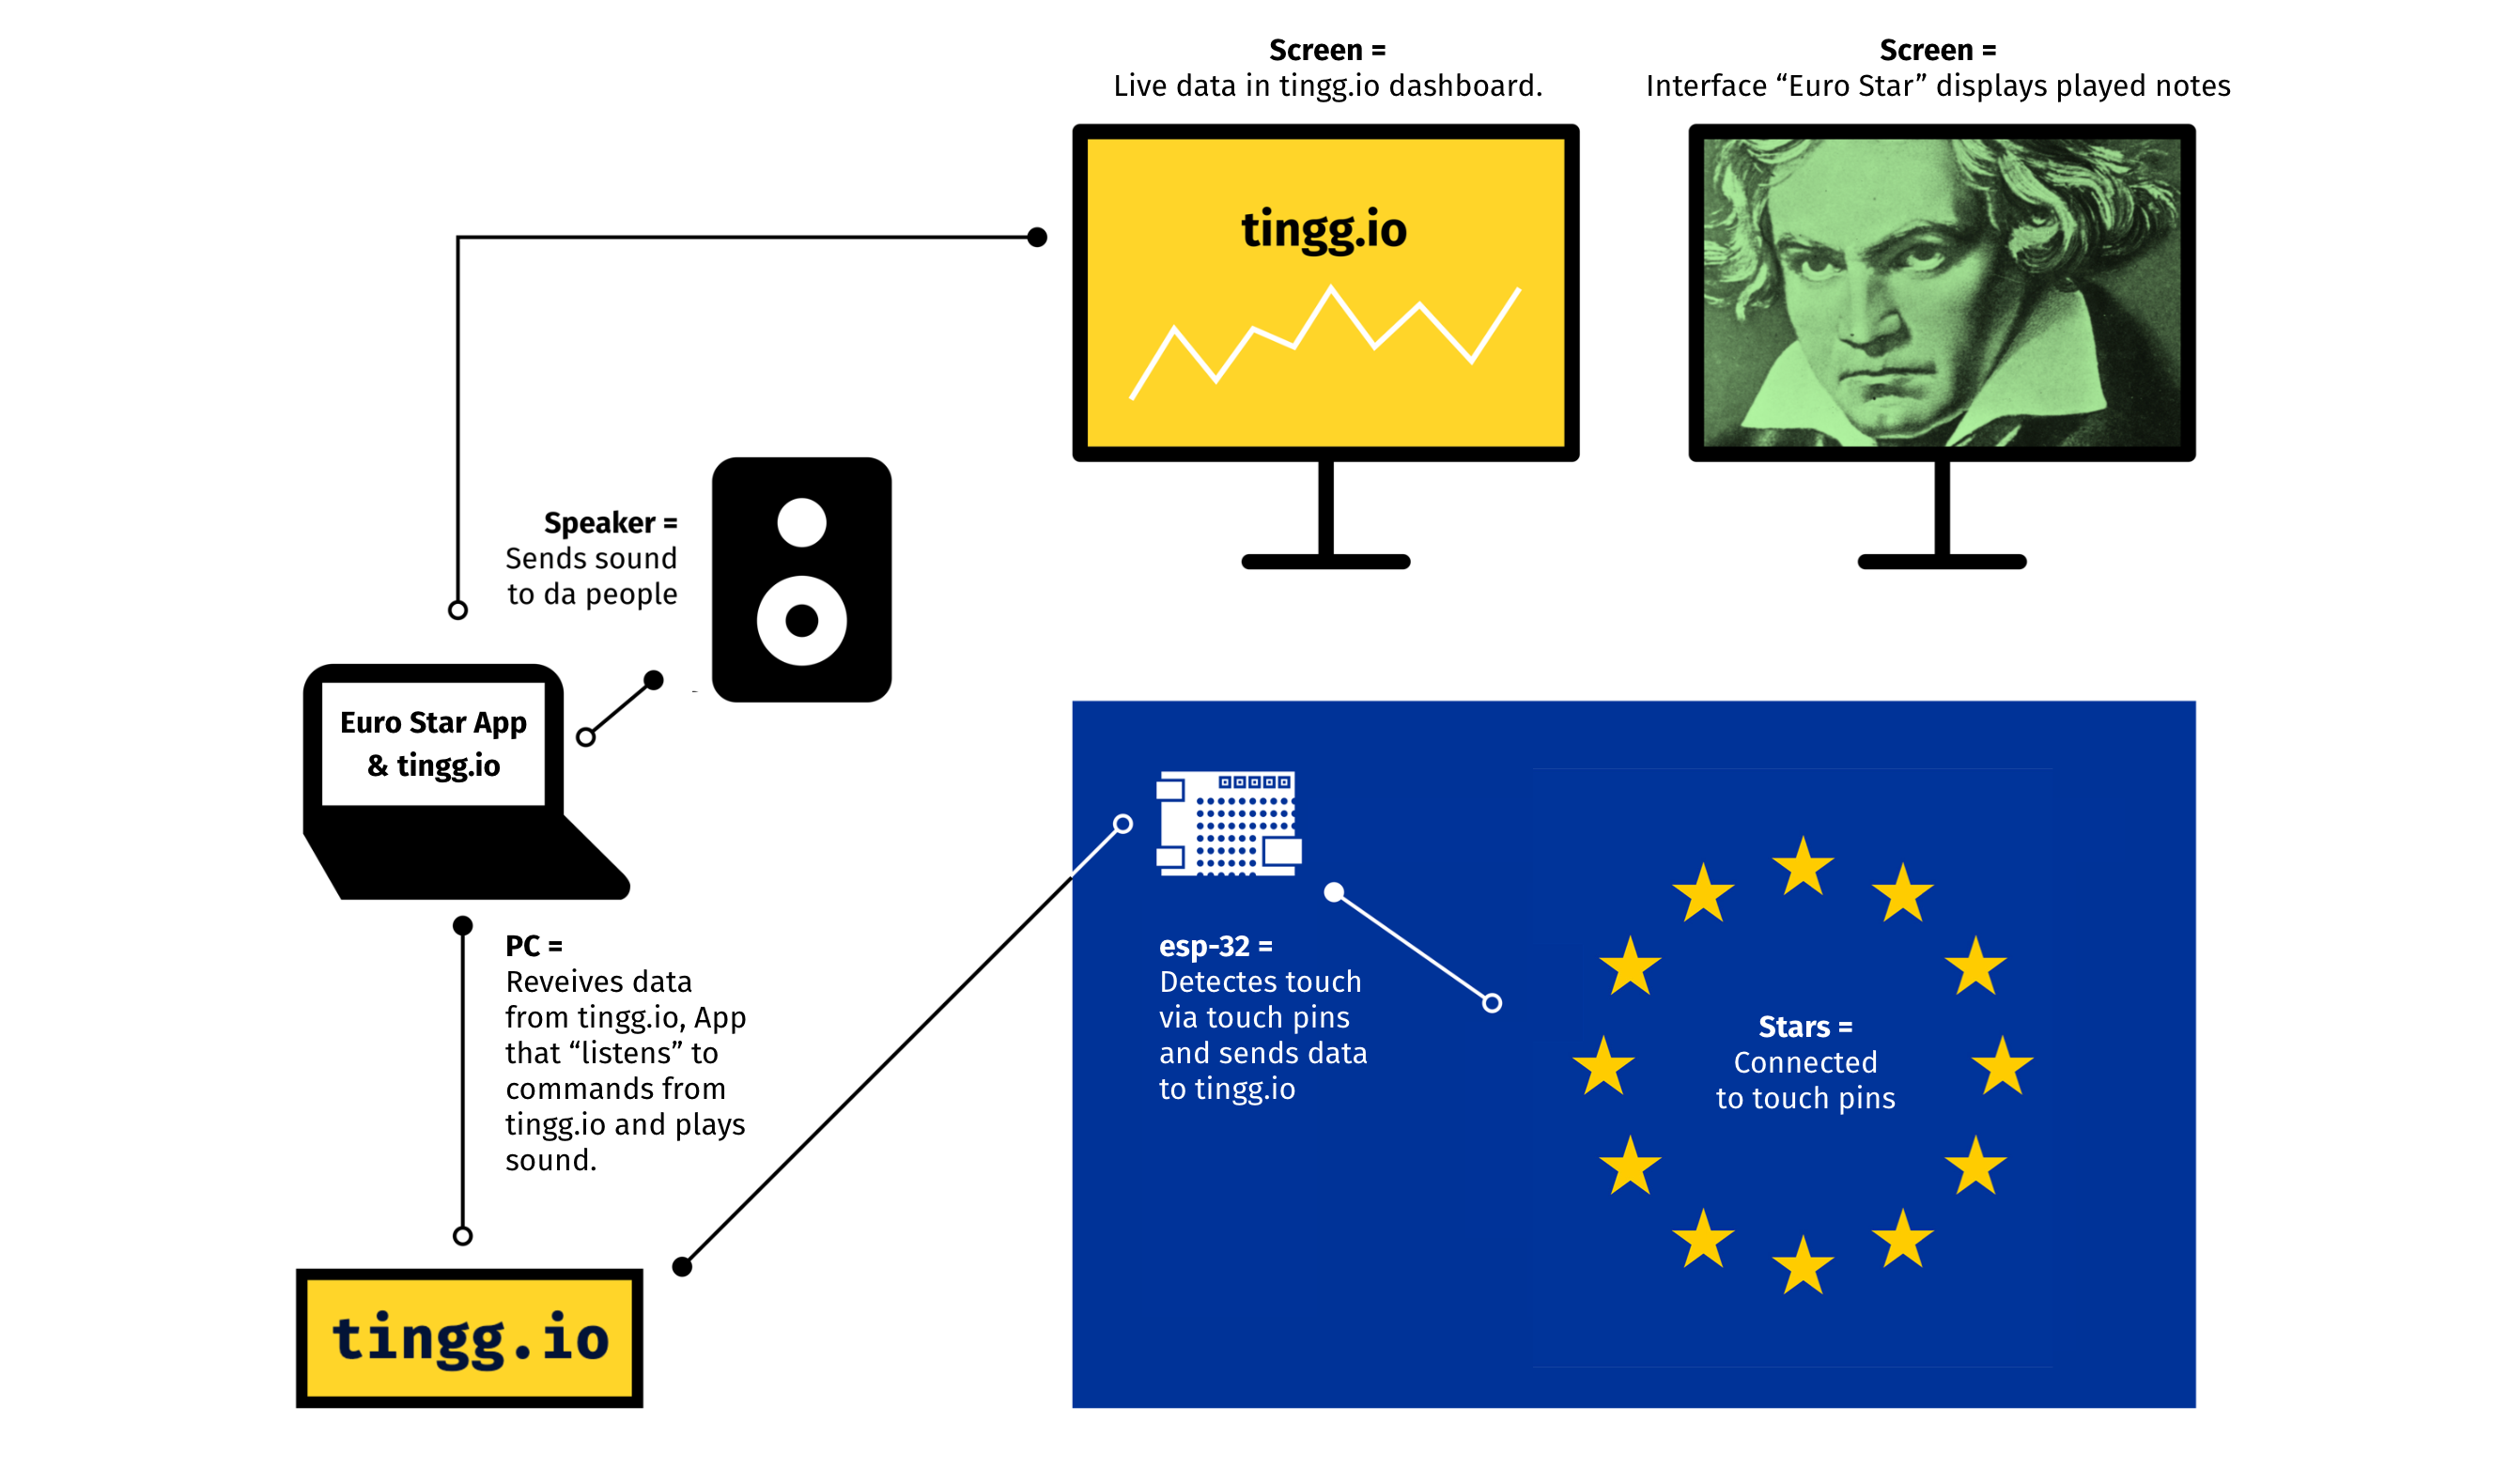 Screen =
Live data in tingg.io dashboard.
Screen =
Interface “Euro Star” displays played notes
tingg.io
Speaker =
Sends sound
to da people
Euro Star App
& tingg.io
PC =
Reveives data
from tingg.io, App
that “listens” to
commands from
tingg.io and plays
sound.
esp-32 =
Detectes touch
via touch pins
and sends data
to tingg.io
Stars =
Connected
to touch pins
tingg.io